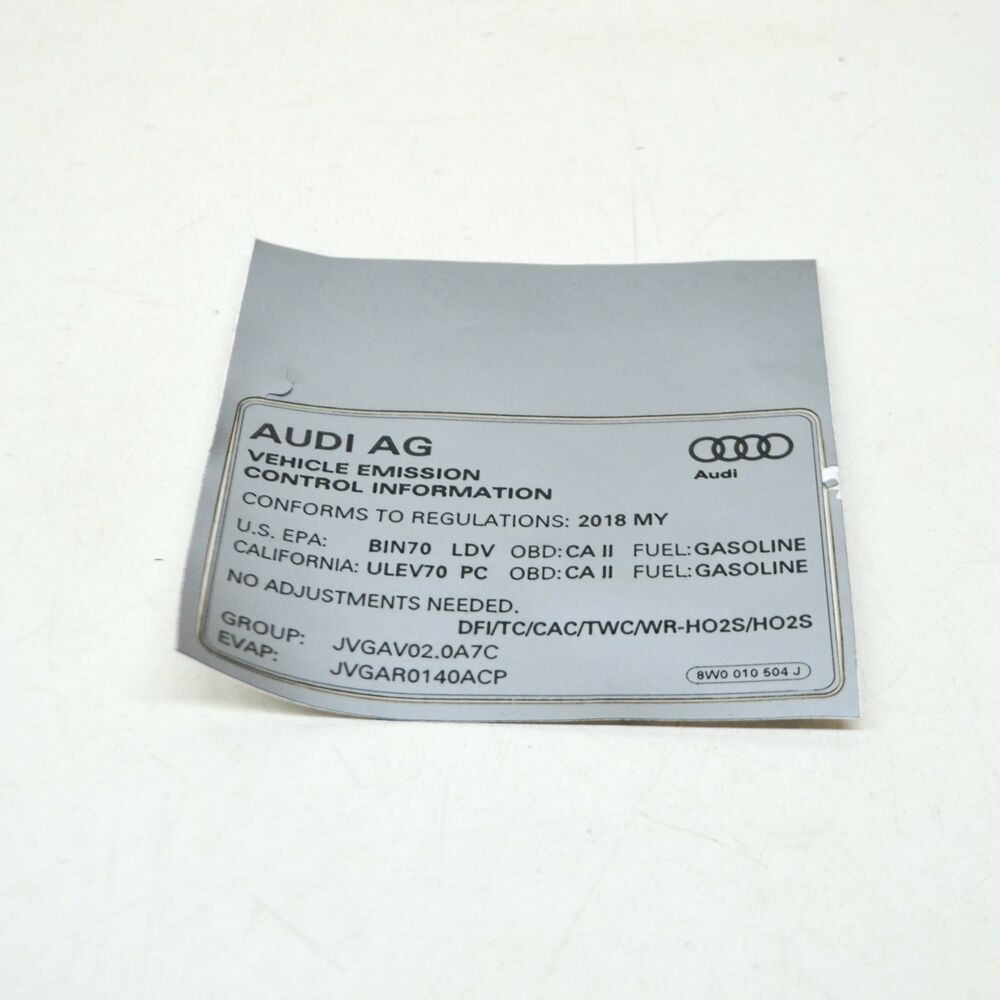 AUDI AG
Audi
VEHICLE EMISSION
CONTROL INFORMATION
CONFORMS TO REGULATIONS: 2018 MY
U.S. EPA: BIN70 LDV OBD: CA II FUEL: GASOLINE
CALIFORNIA: ULEV70 PC OBD: CA II FUEL: GASOLINE
NO ADJUSTMENTS NEEDED.
DFI/TC/CAC/TWC/WR-HO2S/HO2S
GROUP: JVGAV02.0A7C
EVAP: JVGAR0140ACP
8W0 010 504 J